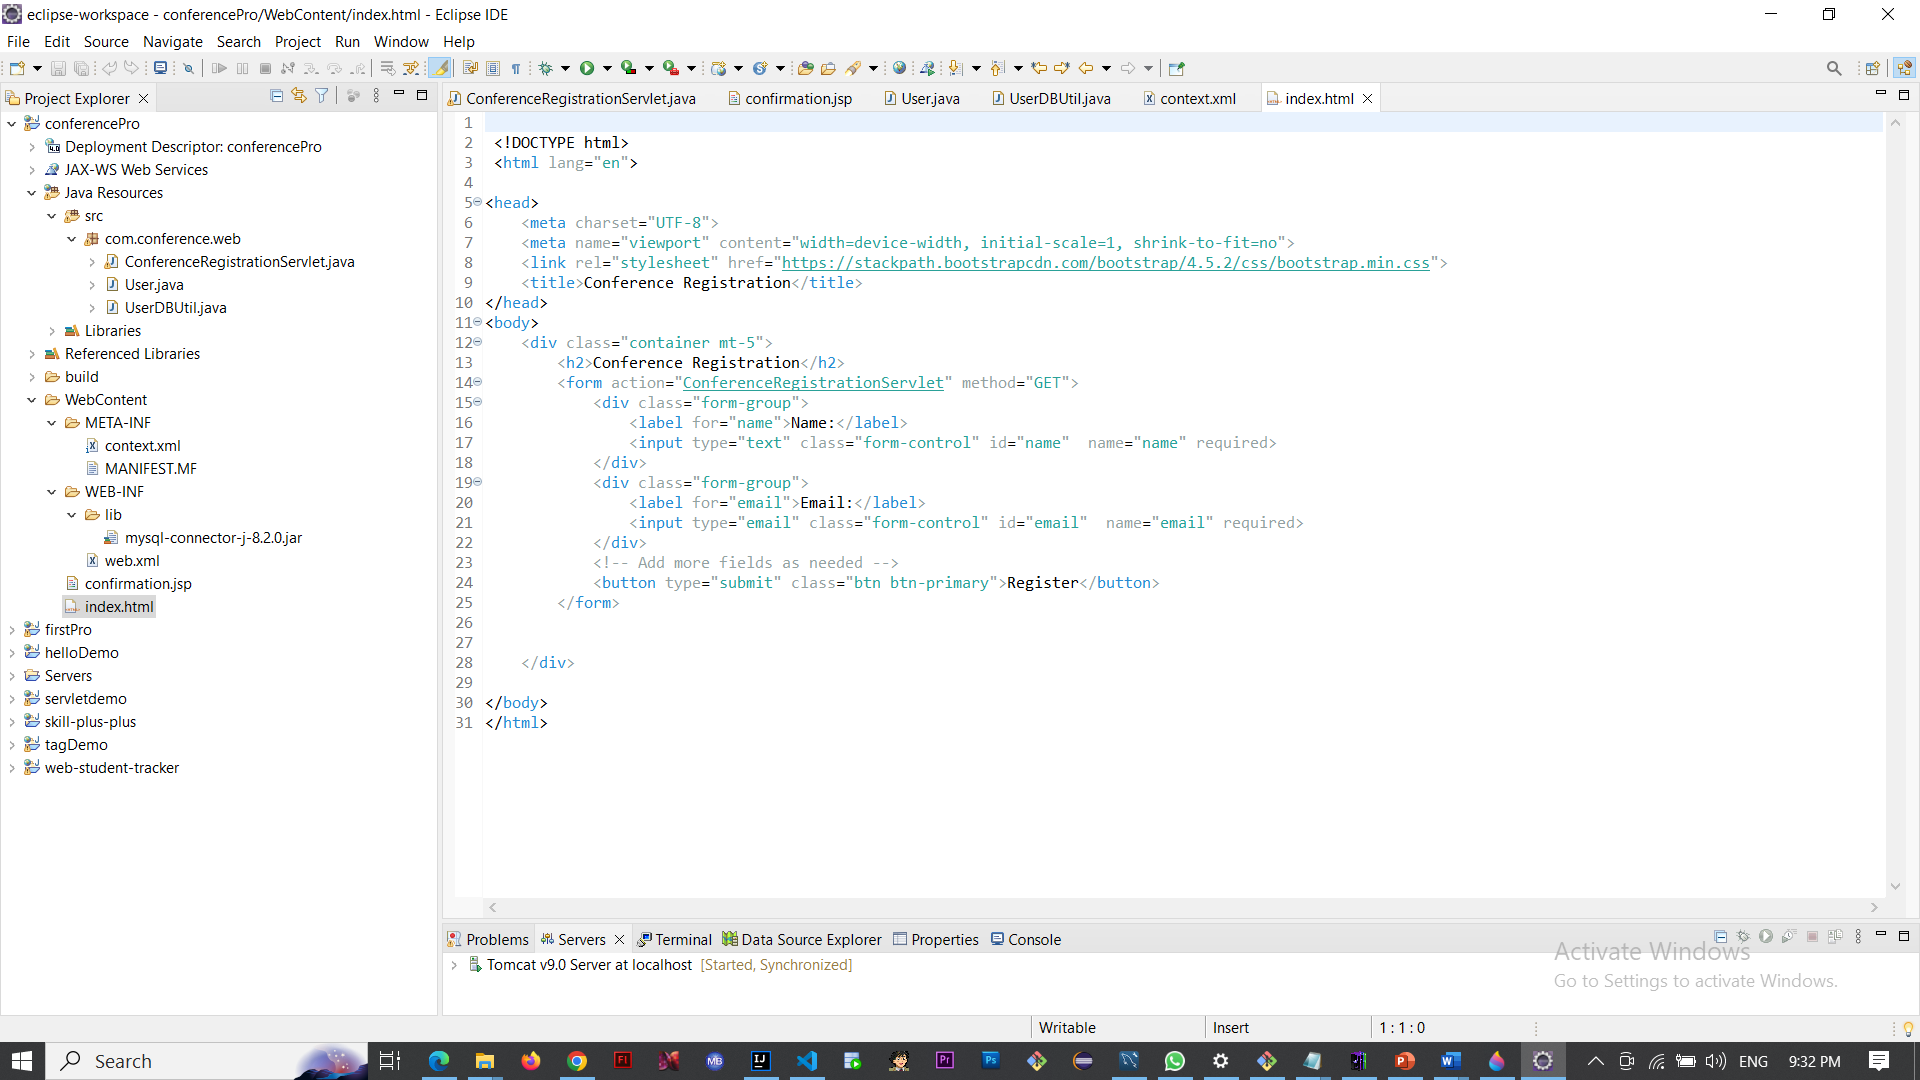 eclipse-workspace - conferencePro/WebContent/index.html - Eclipse IDE
File Edit Source Navigate Search Project Run Window Help
Project Explorer
conferencePro
Deployment Descriptor: conferencePro
JAX-WS Web Services
Java Resources
src
com.conference.web
ConferenceRegistrationServlet.java
User.java
UserDBUtil.java
Libraries
Referenced Libraries
build
WebContent
META-INF
context.xml
MANIFEST.MF
WEB-INF
lib
mysql-connector-j-8.2.0.jar
web.xml
confirmation.jsp
index.html
firstPro
helloDemo
Servers
servletdemo
skill-plus-plus
tagDemo
web-student-tracker
ConferenceRegistrationServlet.java confirmation.jsp User.java UserDBUtil.java context.xml index.html
1
2 <!DOCTYPE html>
3 <html lang="en">
4
5 <head>
6 <meta charset="UTF-8">
7 <meta name="viewport" content="width=device-width, initial-scale=1, shrink-to-fit=no">
8 <link rel="stylesheet" href="https://stackpath.bootstrapcdn.com/bootstrap/4.5.2/css/bootstrap.min.css">
9 <title>Conference Registration</title>
10 </head>
11 <body>
12 <div class="container mt-5">
13 <h2>Conference Registration</h2>
14 <form action="ConferenceRegistrationServlet" method="GET">
15 <div class="form-group">
16 <label for="name">Name:</label>
17 <input type="text" class="form-control" id="name"  name="name" required>
18 </div>
19 <div class="form-group">
20 <label for="email">Email:</label>
21 <input type="email" class="form-control" id="email"  name="email" required>
22 </div>
23 <!-- Add more fields as needed -->
24 <button type="submit" class="btn btn-primary">Register</button>
25 </form>
26
27
28 </div>
29
30 </body>
31 </html>
Problems Servers Terminal Data Source Explorer Properties Console
Tomcat v9.0 Server at localhost [Started, Synchronized]
Activate Windows
Go to Settings to activate Windows.
Writable Insert 1 : 1 : 0
Search
ENG 9:32 PM